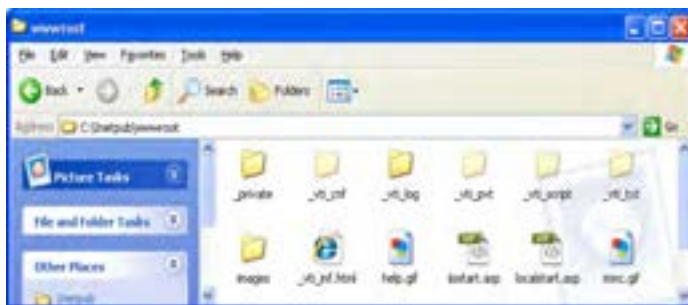 wwwroot
File Edit View Favorites Tools Help
Back Search Folders
Address C:\Inetpub\wwwroot Go
Picture Tasks
File and Folder Tasks
Other Places
Inetpub
_private _vti_cnf _vti_log _vti_pvt _vti_script _vti_txt
images _vti_inf.html help.gif iisstart.asp localstart.asp mmc.gif